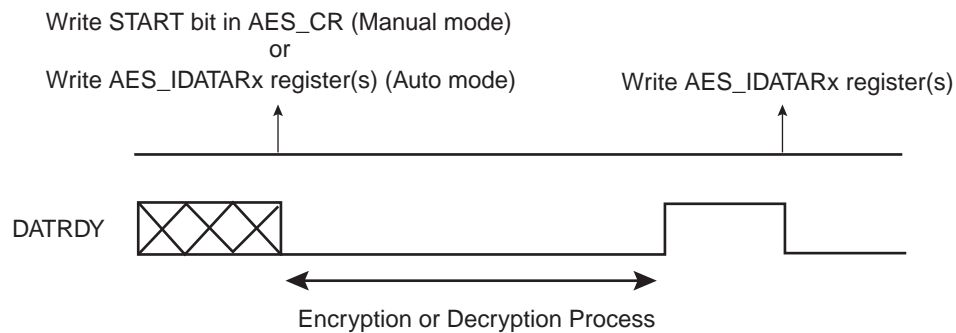 Write START bit in AES_CR (Manual mode)
or
Write AES_IDATARx register(s) (Auto mode)
Write AES_IDATARx register(s)
DATRDY
Encryption or Decryption Process